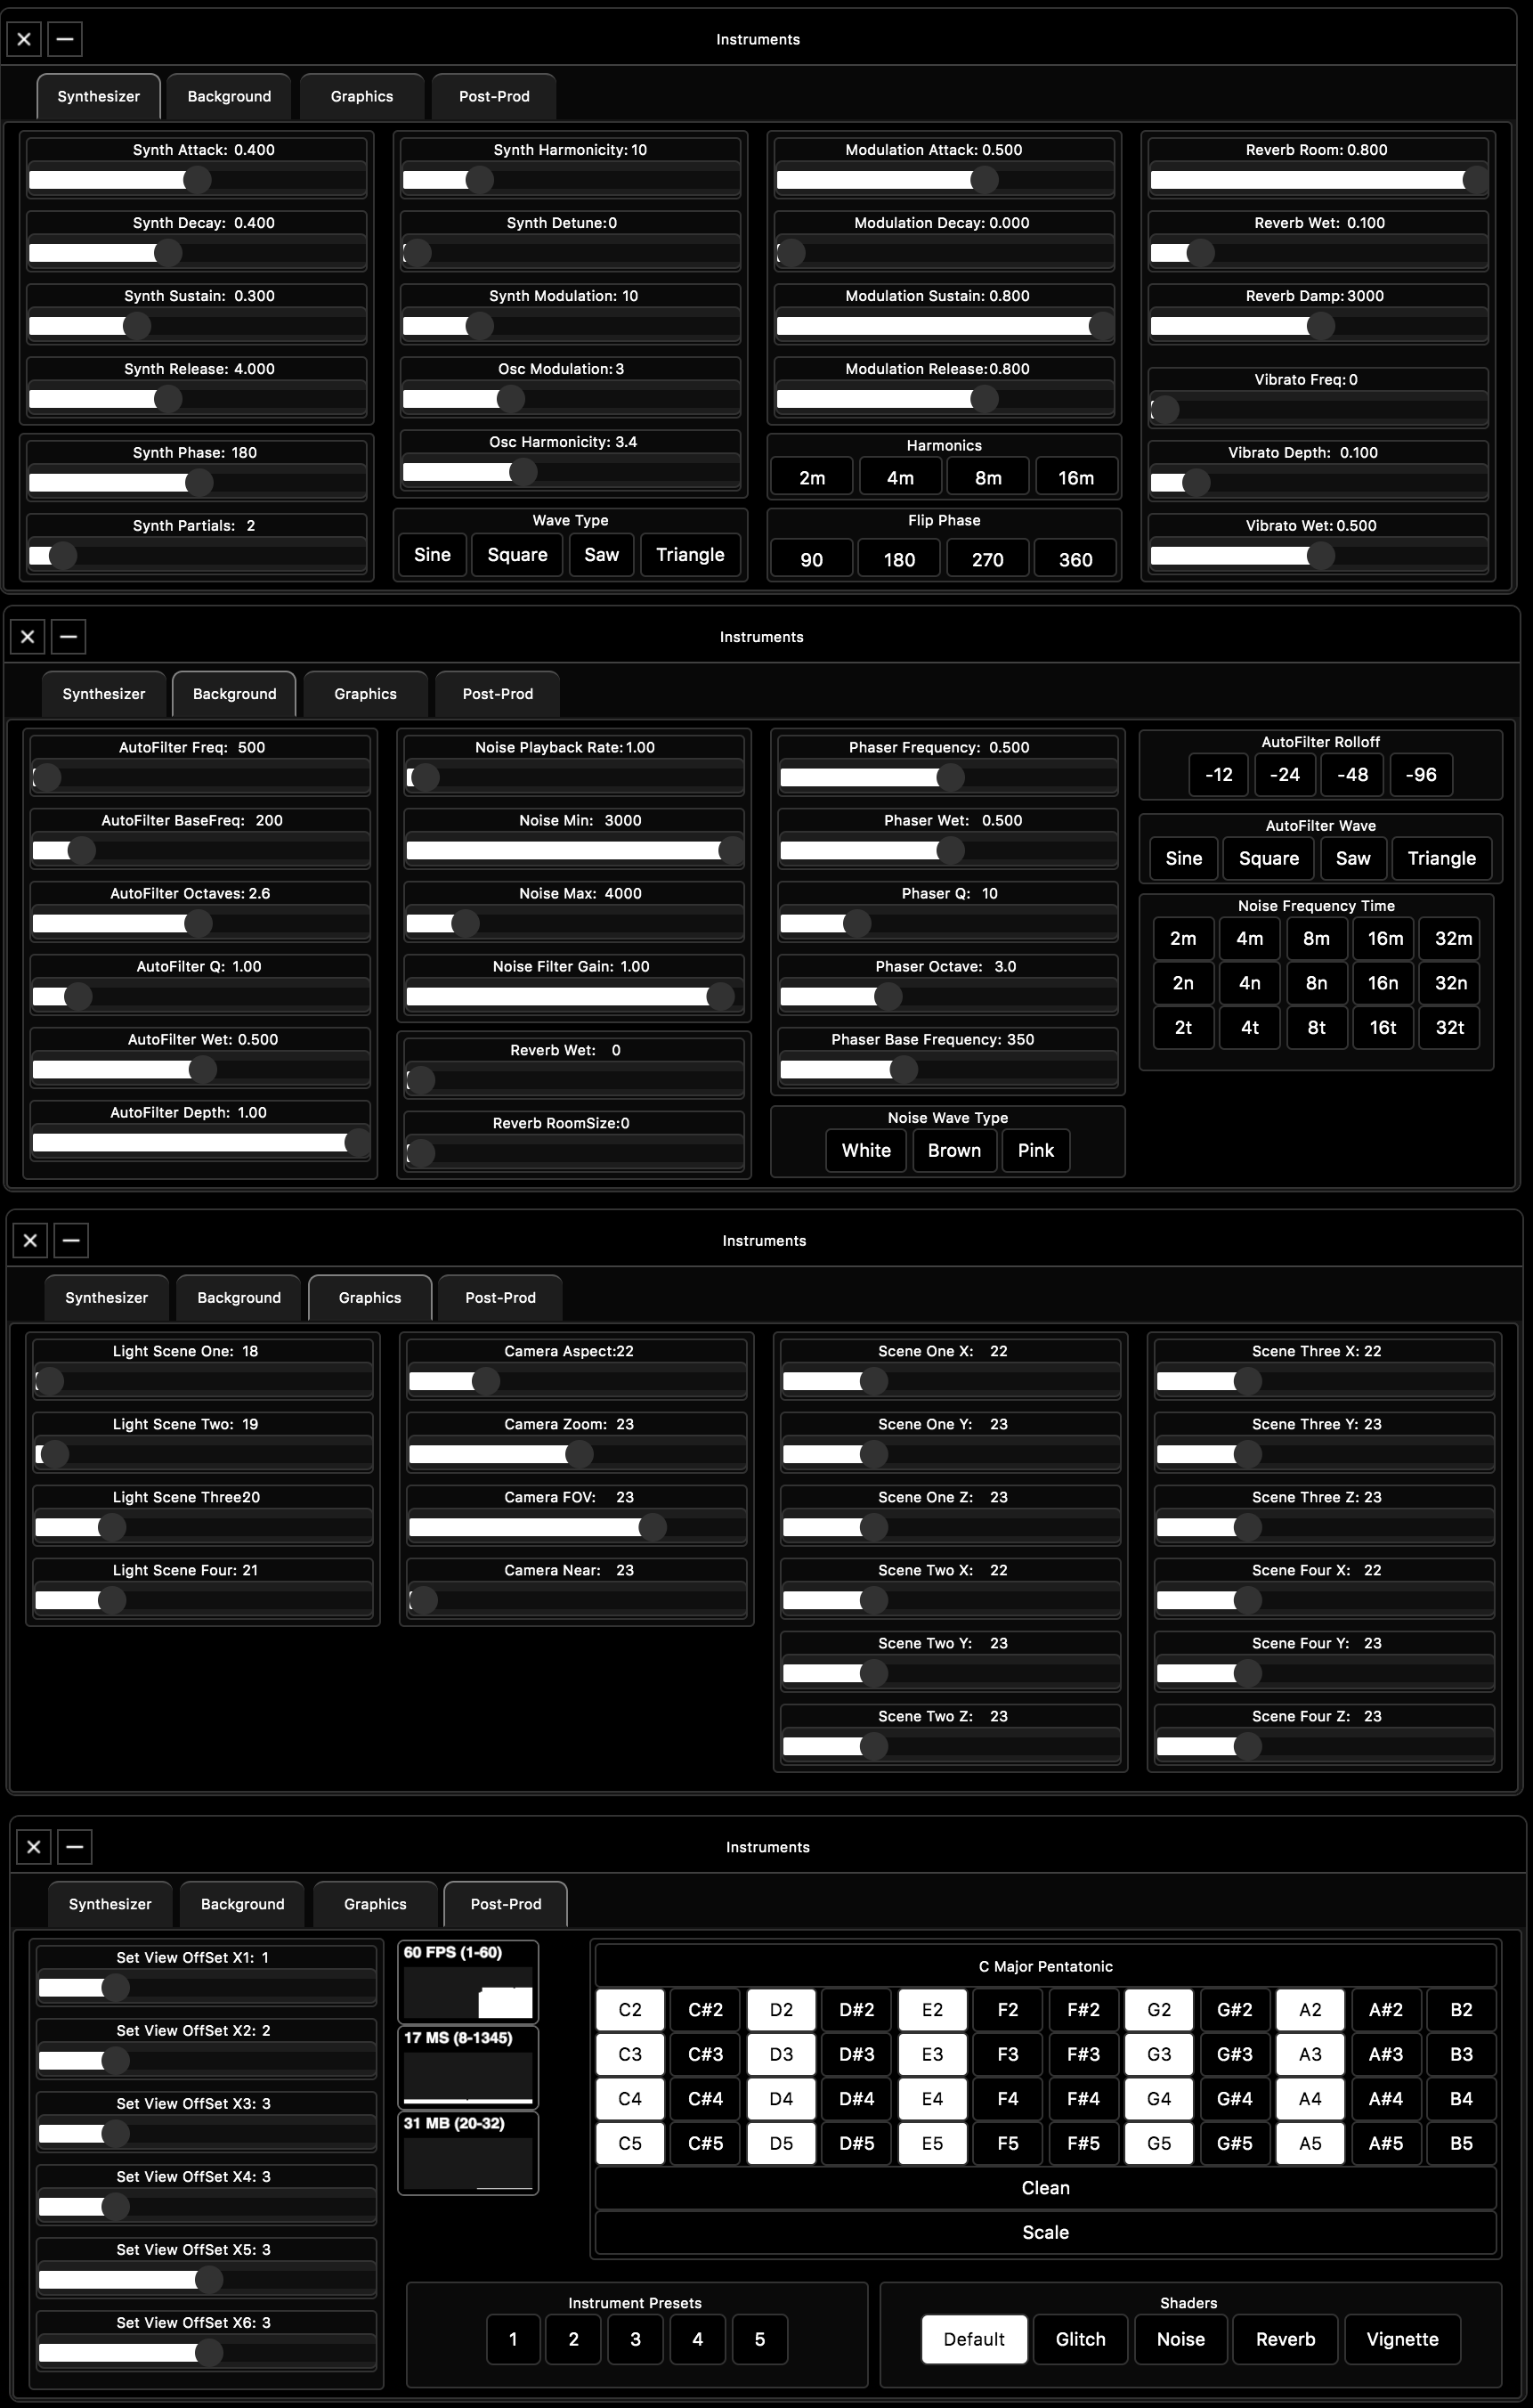 Instruments
Synthesizer Background Graphics Post-Prod
Synth Attack: 0.400
Synth Decay: 0.400
Synth Sustain: 0.300
Synth Release: 4.000
Synth Phase: 180
Synth Partials: 2
Synth Harmonicity: 10
Synth Detune:0
Synth Modulation: 10
Osc Modulation: 3
Osc Harmonicity: 3.4
Wave Type
Sine Square Saw Triangle
Modulation Attack: 0.500
Modulation Decay: 0.000
Modulation Sustain: 0.800
Modulation Release:0.800
Harmonics
2m 4m 8m 16m
Flip Phase
90 180 270 360
Reverb Room: 0.800
Reverb Wet: 0.100
Reverb Damp: 3000
Vibrato Freq: 0
Vibrato Depth: 0.100
Vibrato Wet: 0.500
Instruments
Synthesizer Background Graphics Post-Prod
AutoFilter Freq: 500
AutoFilter BaseFreq: 200
AutoFilter Octaves: 2.6
AutoFilter Q: 1.00
AutoFilter Wet: 0.500
AutoFilter Depth: 1.00
Noise Playback Rate: 1.00
Noise Min: 3000
Noise Max: 4000
Noise Filter Gain: 1.00
Reverb Wet: 0
Reverb RoomSize:0
Phaser Frequency: 0.500
Phaser Wet: 0.500
Phaser Q: 10
Phaser Octave: 3.0
Phaser Base Frequency: 350
Noise Wave Type
White Brown Pink
AutoFilter Rolloff
-12 -24 -48 -96
AutoFilter Wave
Sine Square Saw Triangle
Noise Frequency Time
2m 4m 8m 16m 32m
2n 4n 8n 16n 32n
2t 4t 8t 16t 32t
Instruments
Synthesizer Background Graphics Post-Prod
Light Scene One: 18
Light Scene Two: 19
Light Scene Three20
Light Scene Four: 21
Camera Aspect:22
Camera Zoom: 23
Camera FOV: 23
Camera Near: 23
Scene One X: 22
Scene One Y: 23
Scene One Z: 23
Scene Two X: 22
Scene Two Y: 23
Scene Two Z: 23
Scene Three X: 22
Scene Three Y: 23
Scene Three Z: 23
Scene Four X: 22
Scene Four Y: 23
Scene Four Z: 23
Instruments
Synthesizer Background Graphics Post-Prod
Set View OffSet X1: 1
Set View OffSet X2: 2
Set View OffSet X3: 3
Set View OffSet X4: 3
Set View OffSet X5: 3
Set View OffSet X6: 3
60 FPS (1-60)
17 MS (8-1345)
31 MB (20-32)
C Major Pentatonic
C2 C#2 D2 D#2 E2 F2 F#2 G2 G#2 A2 A#2 B2
C3 C#3 D3 D#3 E3 F3 F#3 G3 G#3 A3 A#3 B3
C4 C#4 D4 D#4 E4 F4 F#4 G4 G#4 A4 A#4 B4
C5 C#5 D5 D#5 E5 F5 F#5 G5 G#5 A5 A#5 B5
Clean
Scale
Instrument Presets
1 2 3 4 5
Shaders
Default Glitch Noise Reverb Vignette